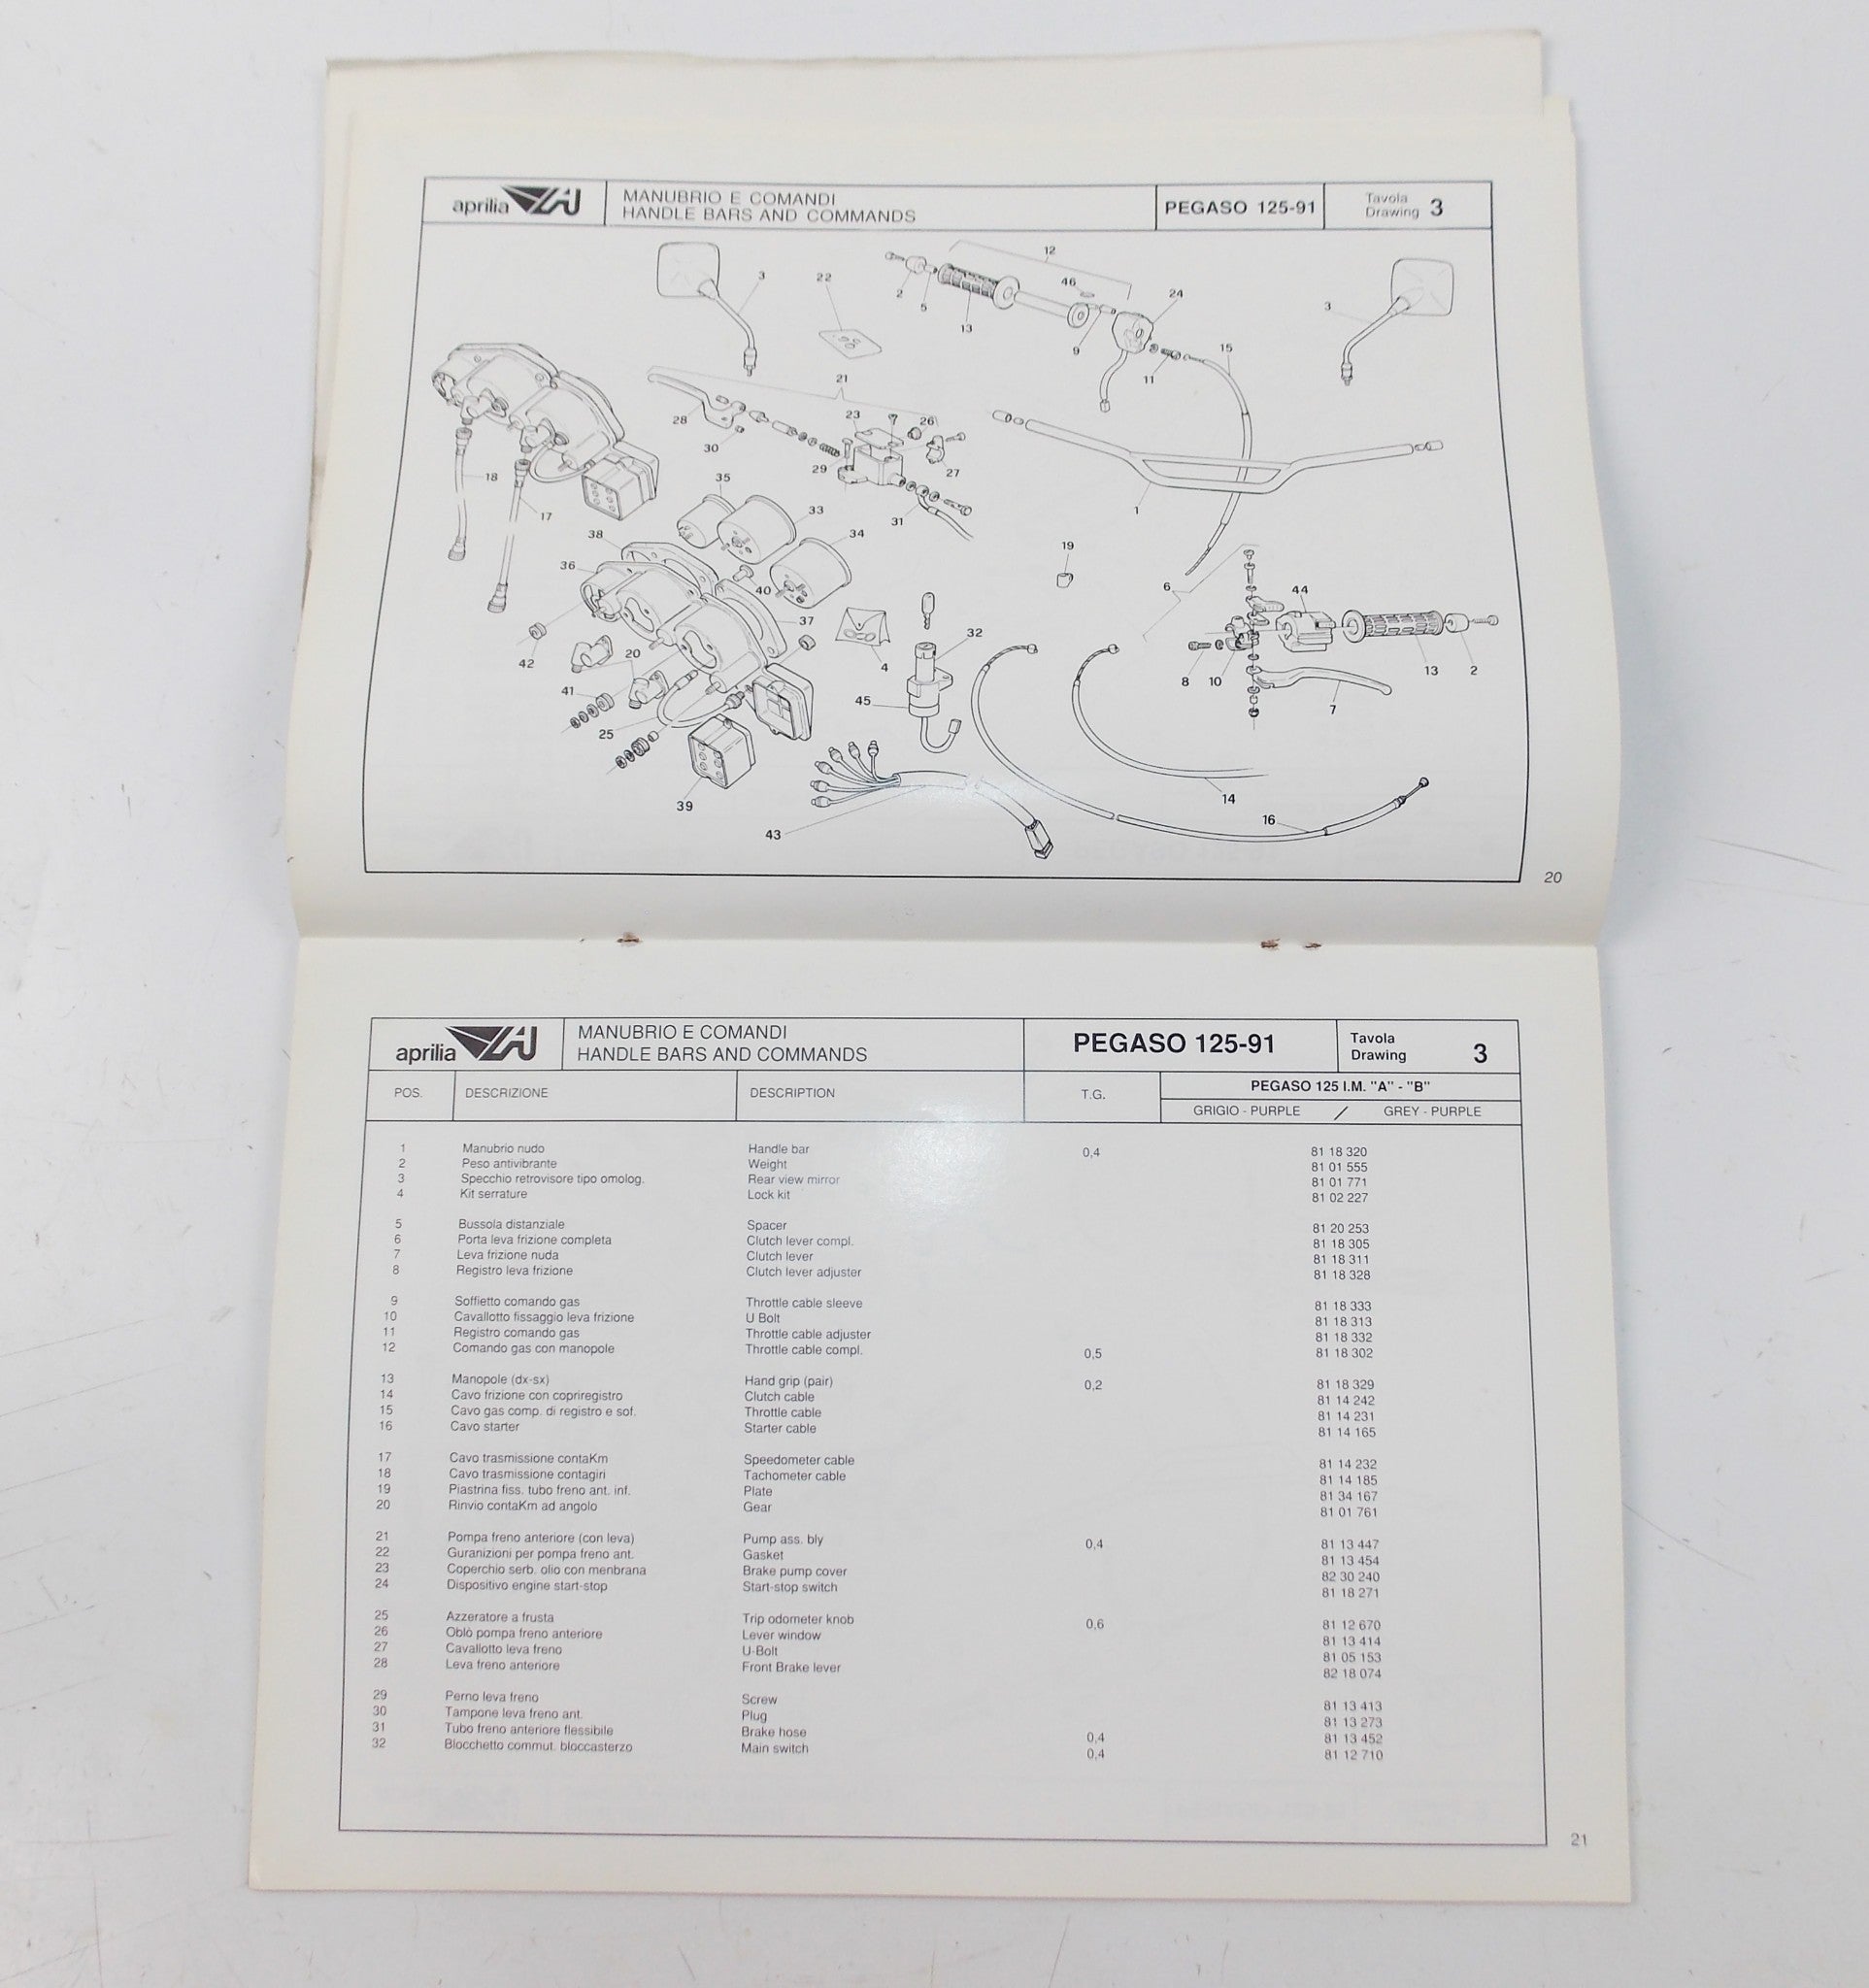 aprilia
MANUBRIO E COMANDI
HANDLE BARS AND COMMANDS
PEGASO 125-91
Tavola
Drawing 3
12
3 22 2 5 13 46 9 24 3
11 15
21
28 23 26
30 29 27
18 35
17 33 31 1
38 34
36 40 19 6 44
37
42 20 4 32 8 10 13 2
41 45 7
25
39 43 14
16
20
aprilia
MANUBRIO E COMANDI
HANDLE BARS AND COMMANDS
PEGASO 125-91
Tavola
Drawing 3
POS. DESCRIZIONE DESCRIPTION T.G. PEGASO 125 I.M. "A" - "B"
GRIGIO - PURPLE / GREY - PURPLE
1 Manubrio nudo Handle bar 0,4 81 18 320
2 Peso antivibrante Weight 81 01 555
3 Specchio retrovisore tipo omolog. Rear view mirror 81 01 771
4 Kit serrature Lock kit 81 02 227
5 Bussola distanziale Spacer 81 20 253
6 Porta leva frizione completa Clutch lever compl. 81 18 305
7 Leva frizione nuda Clutch lever 81 18 311
8 Registro leva frizione Clutch lever adjuster 81 18 328
9 Soffietto comando gas Throttle cable sleeve 81 18 333
10 Cavallotto fissaggio leva frizione U Bolt 81 18 313
11 Registro comando gas Throttle cable adjuster 81 18 332
12 Comando gas con manopole Throttle cable compl. 0,5 81 18 302
13 Manopole (dx-sx) Hand grip (pair) 0,2 81 18 329
14 Cavo frizione con copriregistro Clutch cable 81 14 242
15 Cavo gas comp. di registro e sof. Throttle cable 81 14 231
16 Cavo starter Starter cable 81 14 165
17 Cavo trasmissione contaKm Speedometer cable 81 14 232
18 Cavo trasmissione contagiri Tachometer cable 81 14 185
19 Piastrina fiss. tubo freno ant. inf. Plate 81 34 167
20 Rinvio contaKm ad angolo Gear 81 01 761
21 Pompa freno anteriore (con leva) Pump ass. bly 0,4 81 13 447
22 Guranizioni per pompa freno ant. Gasket 81 13 454
23 Coperchio serb. olio con menbrana Brake pump cover 82 30 240
24 Dispositivo engine start-stop Start-stop switch 81 18 271
25 Azzeratore a frusta Trip odometer knob 0,6 81 12 670
26 Oblò pompa freno anteriore Lever window 81 13 414
27 Cavallotto leva freno U-Bolt 81 05 153
28 Leva freno anteriore Front Brake lever 82 18 074
29 Perno leva freno Screw 81 13 413
30 Tampone leva freno ant. Plug 81 13 273
31 Tubo freno anteriore flessibile Brake hose 0,4 81 13 452
32 Blocchetto commut. bloccasterzo Main switch 0,4 81 12 710
21